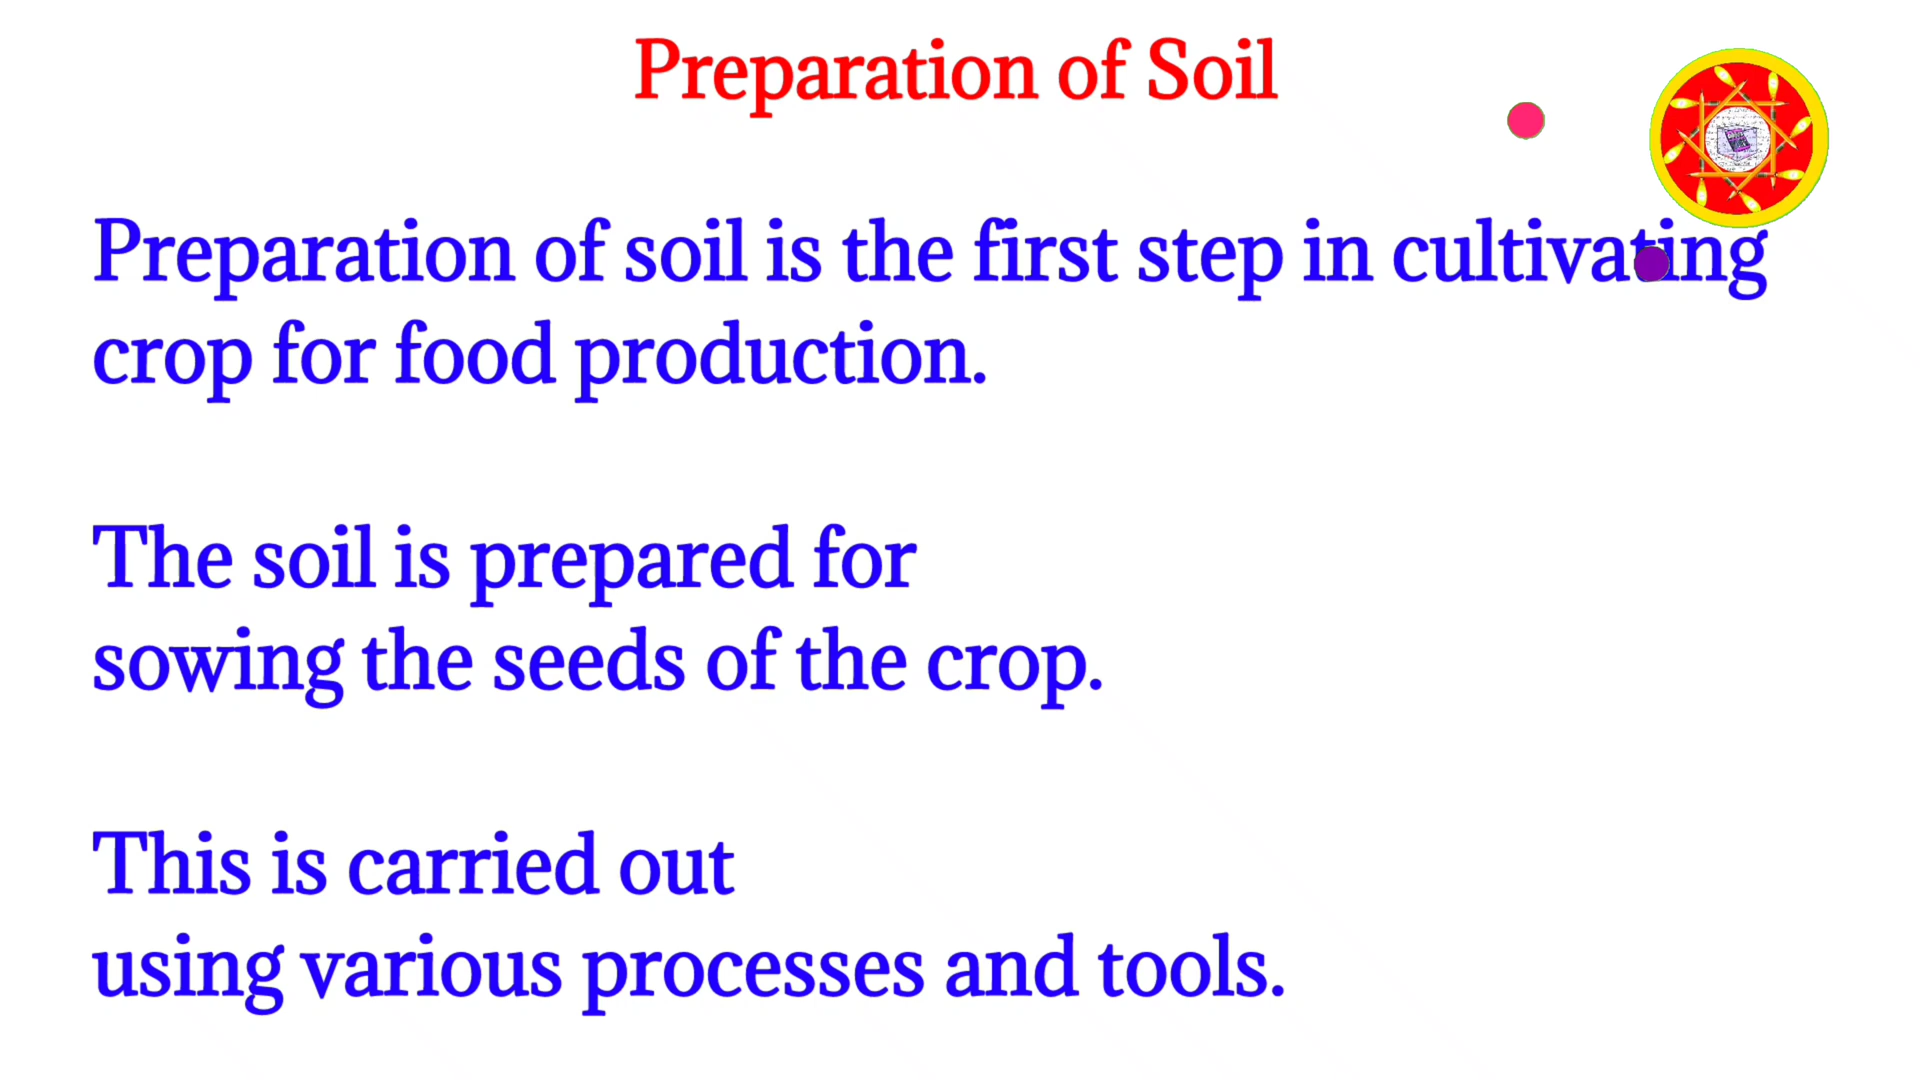 Preparation of Soil
Preparation of soil is the first step in cultivating
crop for food production.
The soil is prepared for
sowing the seeds of the crop.
This is carried out
using various processes and tools.